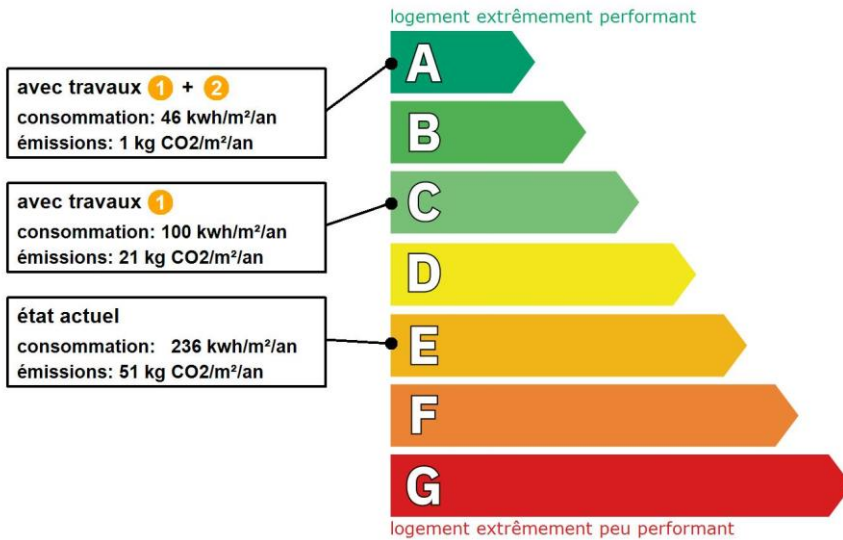 logement extrêmement performant
A
avec travaux 1 + 2
consommation: 46 kwh/m²/an
émissions: 1 kg CO2/m²/an
B
avec travaux 1
consommation: 100 kwh/m²/an
émissions: 21 kg CO2/m²/an
C
D
état actuel
consommation: 236 kwh/m²/an
émissions: 51 kg CO2/m²/an
E
F
G
logement extrêmement peu performant